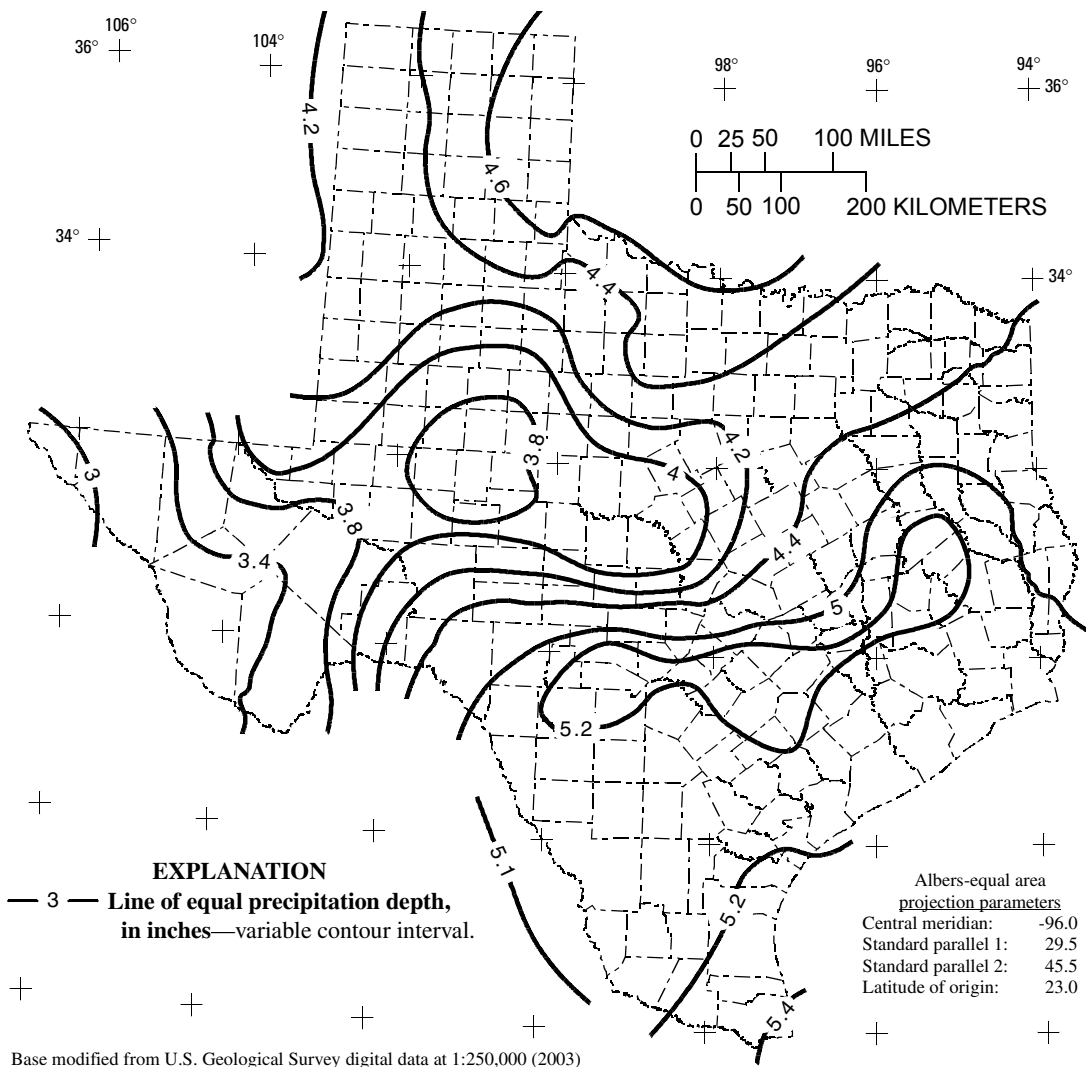 106°
36°
104°
98°
96°
94°
36°
4.2
0 25 50 100 MILES
0 50 100 200 KILOMETERS
4.6
34°
34°
4.4
3.8
4.2
3
4
3.8
3.4
4.4
5
5.2
5.1
5.2
5.4
EXPLANATION
3 Line of equal precipitation depth,
in inches—variable contour interval.
Albers-equal area
projection parameters
Central meridian: -96.0
Standard parallel 1: 29.5
Standard parallel 2: 45.5
Latitude of origin: 23.0
Base modified from U.S. Geological Survey digital data at 1:250,000 (2003)